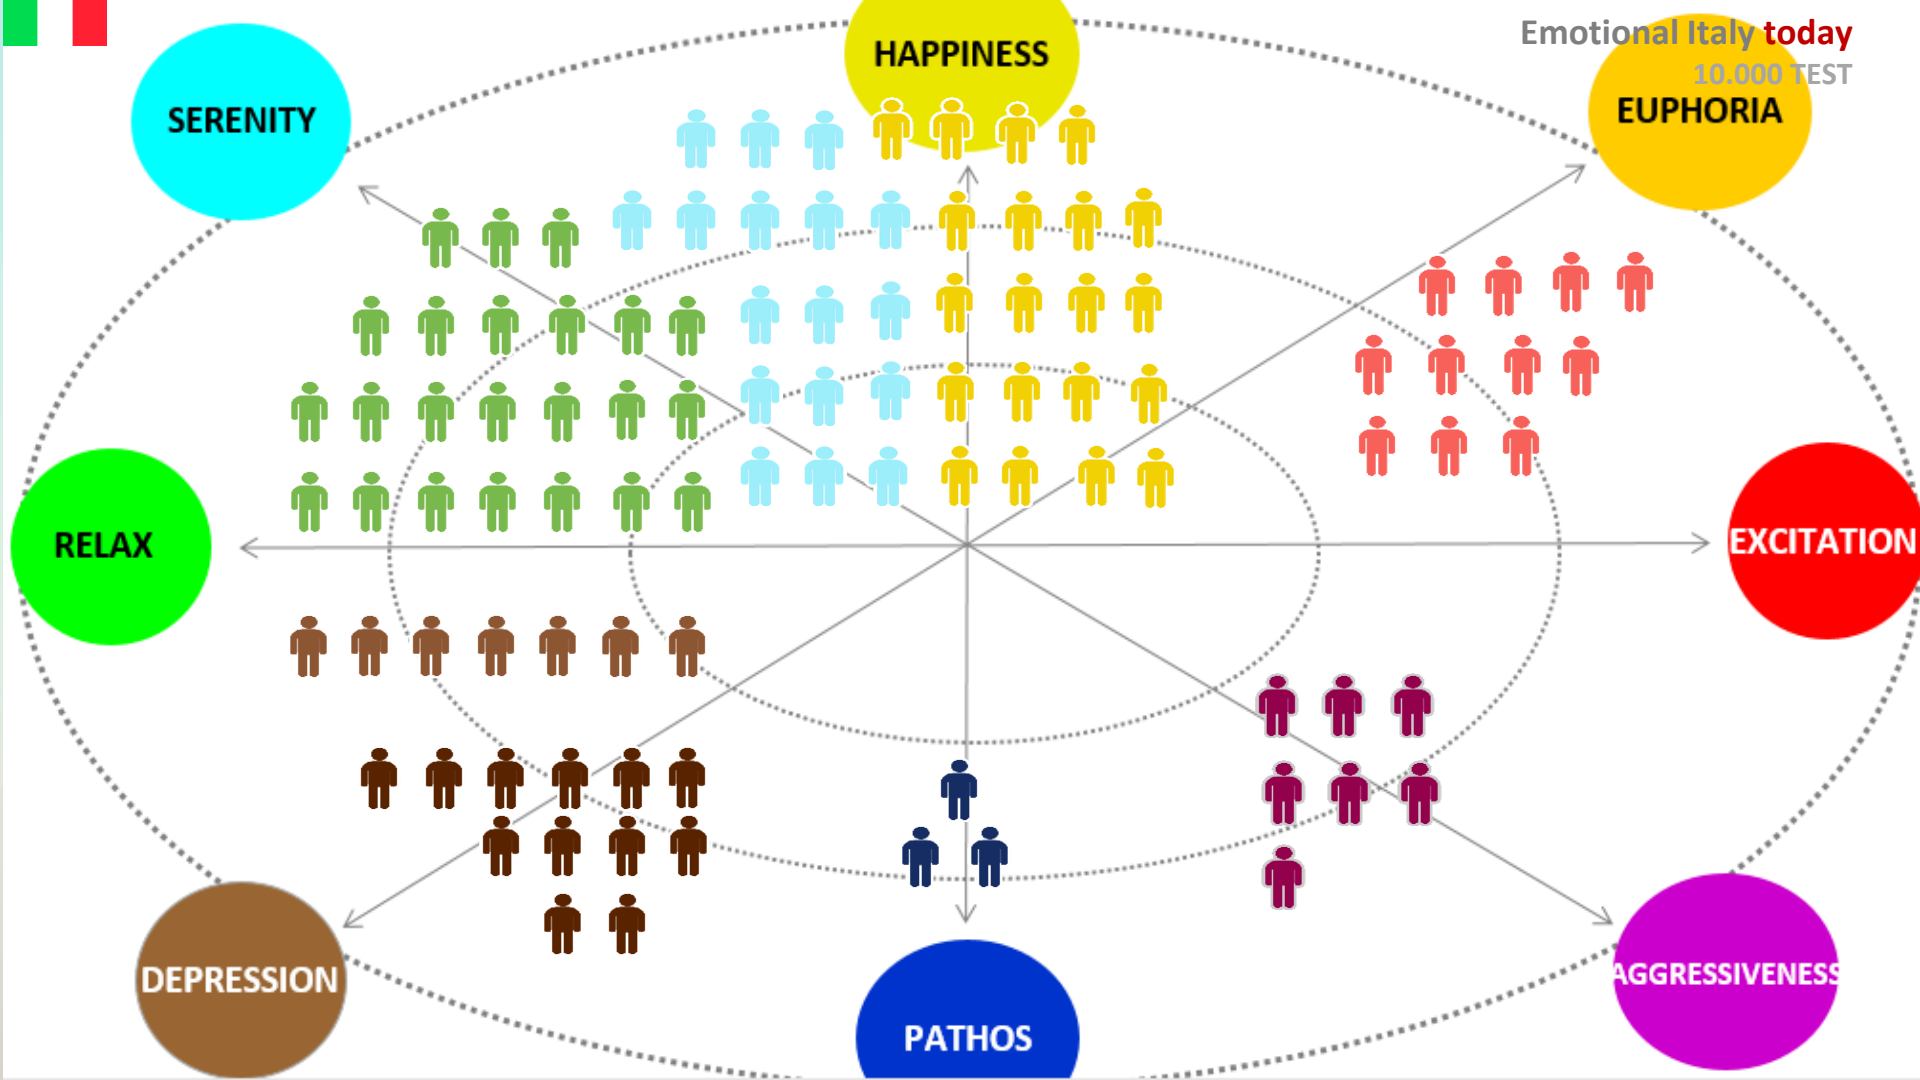 Emotional Italy today
10.000 TEST
HAPPINESS
SERENITY
EUPHORIA
RELAX
EXCITATION
DEPRESSION
AGGRESSIVENESS
PATHOS